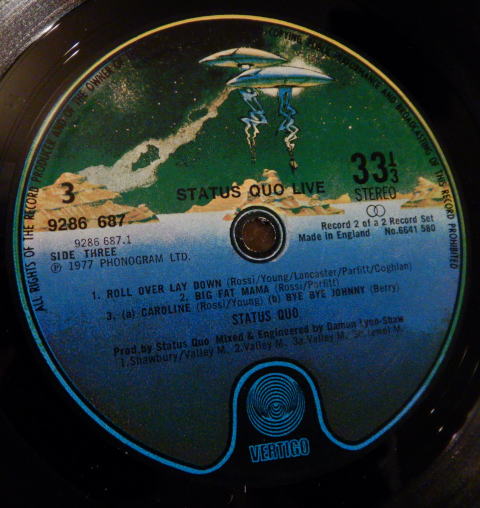 ALL RIGHTS OF THE RECORD PRODUCER AND OF THE OWNER OF
COPYING, PUBLIC PERFORMANCE AND BROADCASTING OF THIS RECORD PROHIBITED
STATUS QUO LIVE
3
33⅓
STEREO
9286 687
9286 687.1
SIDE THREE
℗ 1977 PHONOGRAM LTD.
Record 2 of a 2 Record Set
Made in England No.6641 580
1. ROLL OVER LAY DOWN (Rossi/Young/Lancaster/Parfitt/Coghlan)
2. BIG FAT MAMA (Rossi/Parfitt)
3. (a) CAROLINE (Rossi/Young) (b) BYE BYE JOHNNY (Berry)
STATUS QUO
Prod.by Status Quo Mixed & Engineered by Damon Lyon-Shaw
1.Shawbury/Valley M. 2.Valley M. 3a.Valley M.
VERTIGO